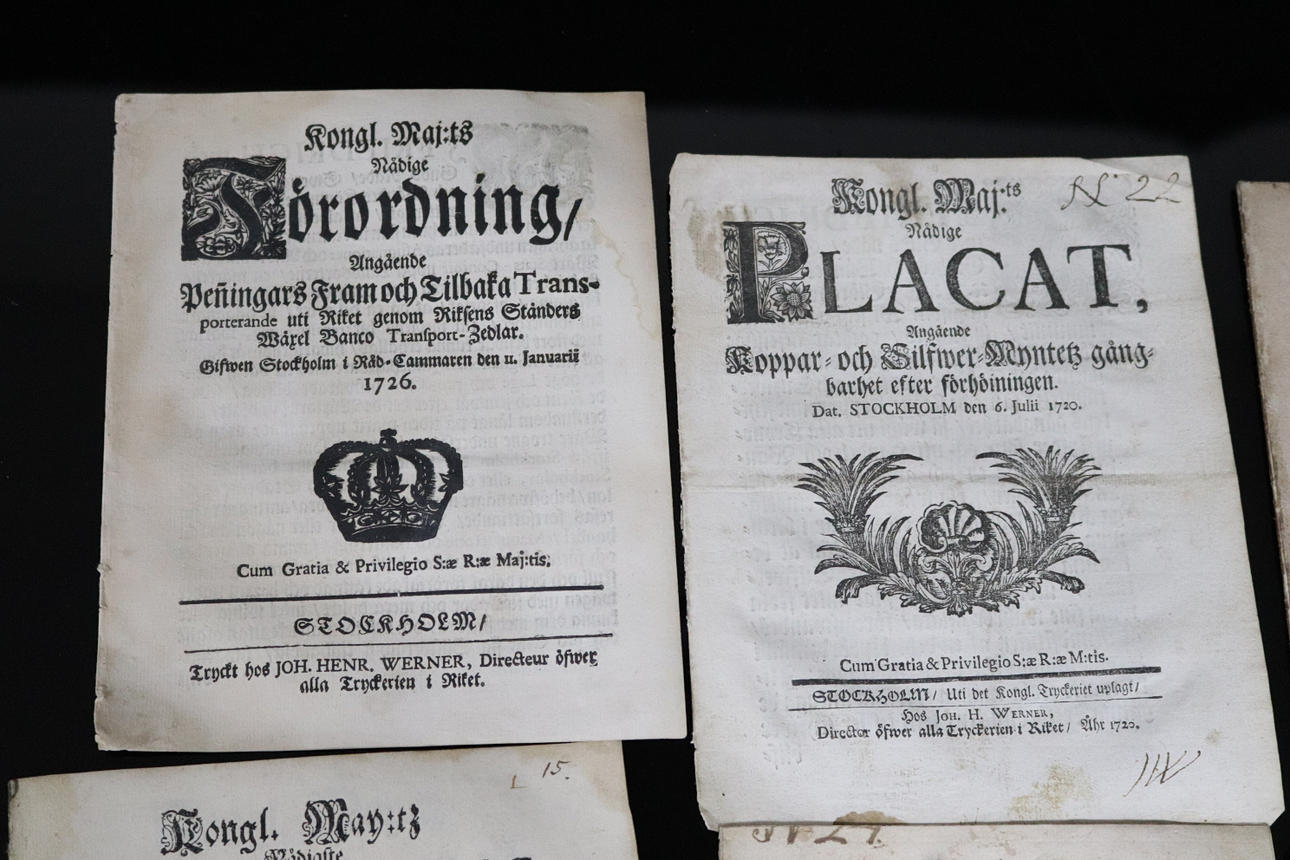 Kongl. Maj:ts
Nådige
Förordning/
Angående
Peñingars Fram och Tilbaka Trans-
porterande uti Riket genom Riksens Ständers
Wäxel Banco Transport-Zedlar.
Gifwen Stockholm i Råd-Cammaren den 11. Januarii
1726.
Cum Gratia & Privilegio S:æ R:æ Maj:tis.
STOCKHOLM/
Tryckt hos JOH. HENR. WERNER, Directeur öfwer
alla Tryckerien i Riket.
Kongl. Maj:ts
N 22
Nådige
PLACAT,
Angående
Koppar- och Silfwer-Myntetz gång-
barhet efter förhöiningen.
Dat. STOCKHOLM den 6. Julii 1720.
Cum Gratia & Privilegio S:æ R:æ M:tis.
STOCKHOLM/ Uti det Kongl. Tryckeriet uplagt/
Hos JOH. H. WERNER,
Director öfwer alla Tryckerien i Riket/ Åhr 1720.
15.
Kongl. May:tz
Nådigste